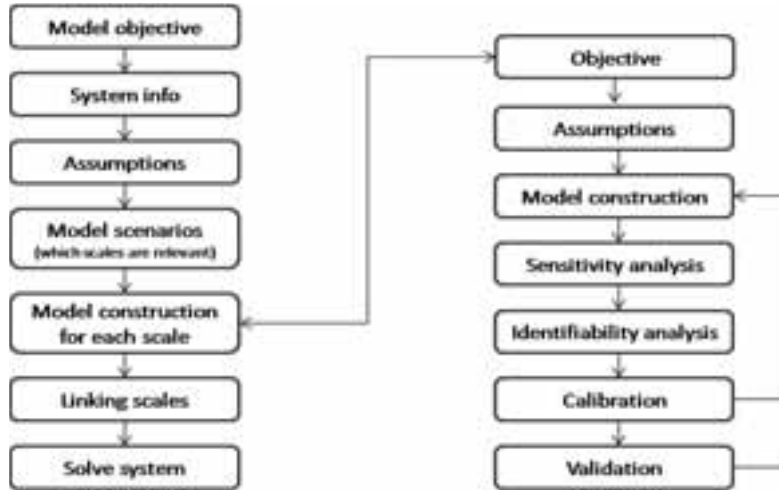 Model objective
System info
Assumptions
Model scenarios
(which scales are relevant)
Model construction
for each scale
Linking scales
Solve system
Objective
Assumptions
Model construction
Sensitivity analysis
Identifiability analysis
Calibration
Validation